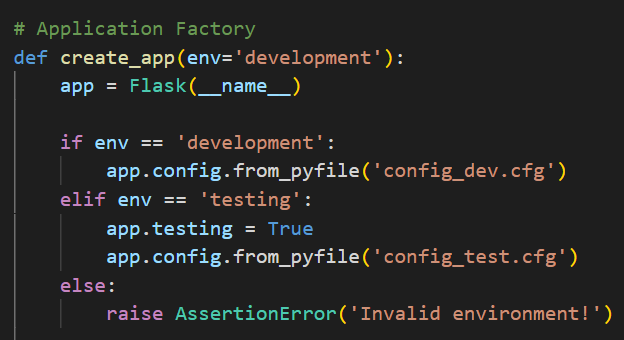 # Application Factory
def create_app(env='development'):
    app = Flask(__name__)

    if env == 'development':
        app.config.from_pyfile('config_dev.cfg')
    elif env == 'testing':
        app.testing = True
        app.config.from_pyfile('config_test.cfg')
    else:
        raise AssertionError('Invalid environment!')